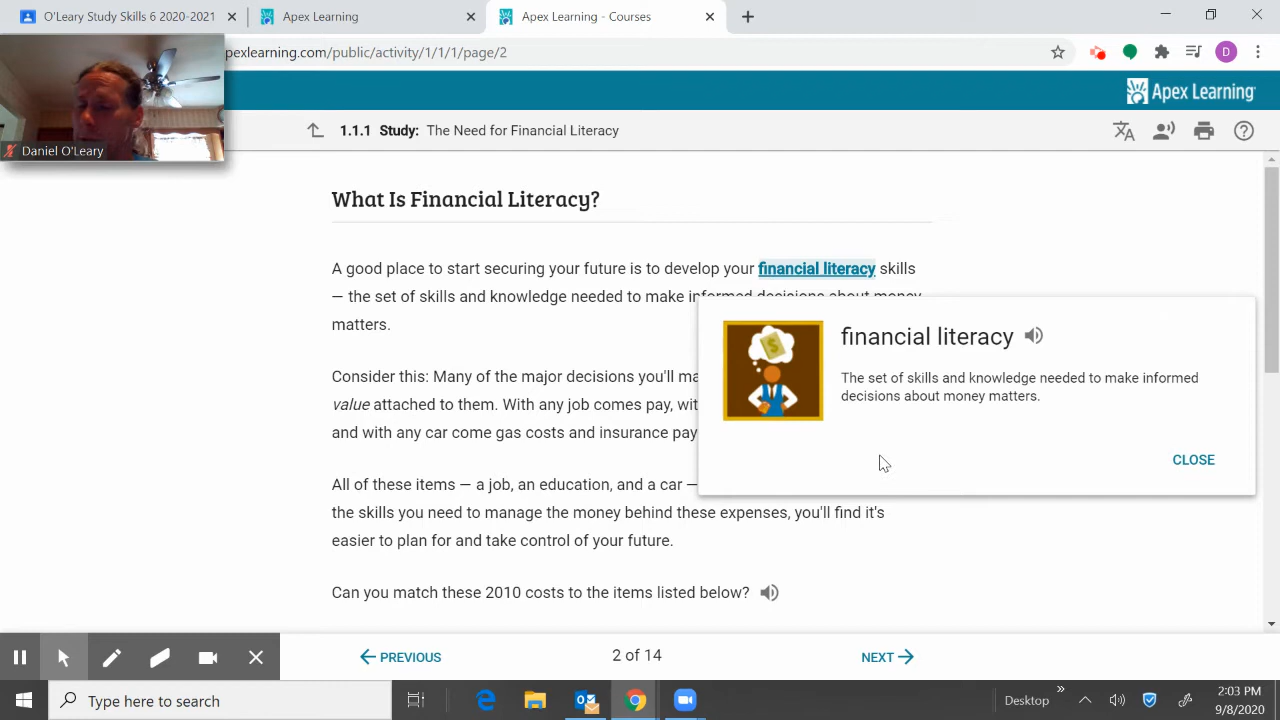 O'Leary Study Skills 6 2020-2021
Apex Learning
Apex Learning - Courses
pexlearning.com/public/activity/1/1/1/page/2
D
Daniel O'Leary
Apex Learning
1.1.1 Study: The Need for Financial Literacy
What Is Financial Literacy?
A good place to start securing your future is to develop your financial literacy skills
— the set of skills and knowledge needed to make informed decisions about money
matters.
financial literacy
The set of skills and knowledge needed to make informed
decisions about money matters.
CLOSE
Consider this: Many of the major decisions you'll ma
value attached to them. With any job comes pay, wit
and with any car come gas costs and insurance pay
All of these items — a job, an education, and a car —
the skills you need to manage the money behind these expenses, you'll find it's
easier to plan for and take control of your future.
Can you match these 2010 costs to the items listed below?
PREVIOUS
2 of 14
NEXT
Type here to search
Desktop
2:03 PM
9/8/2020